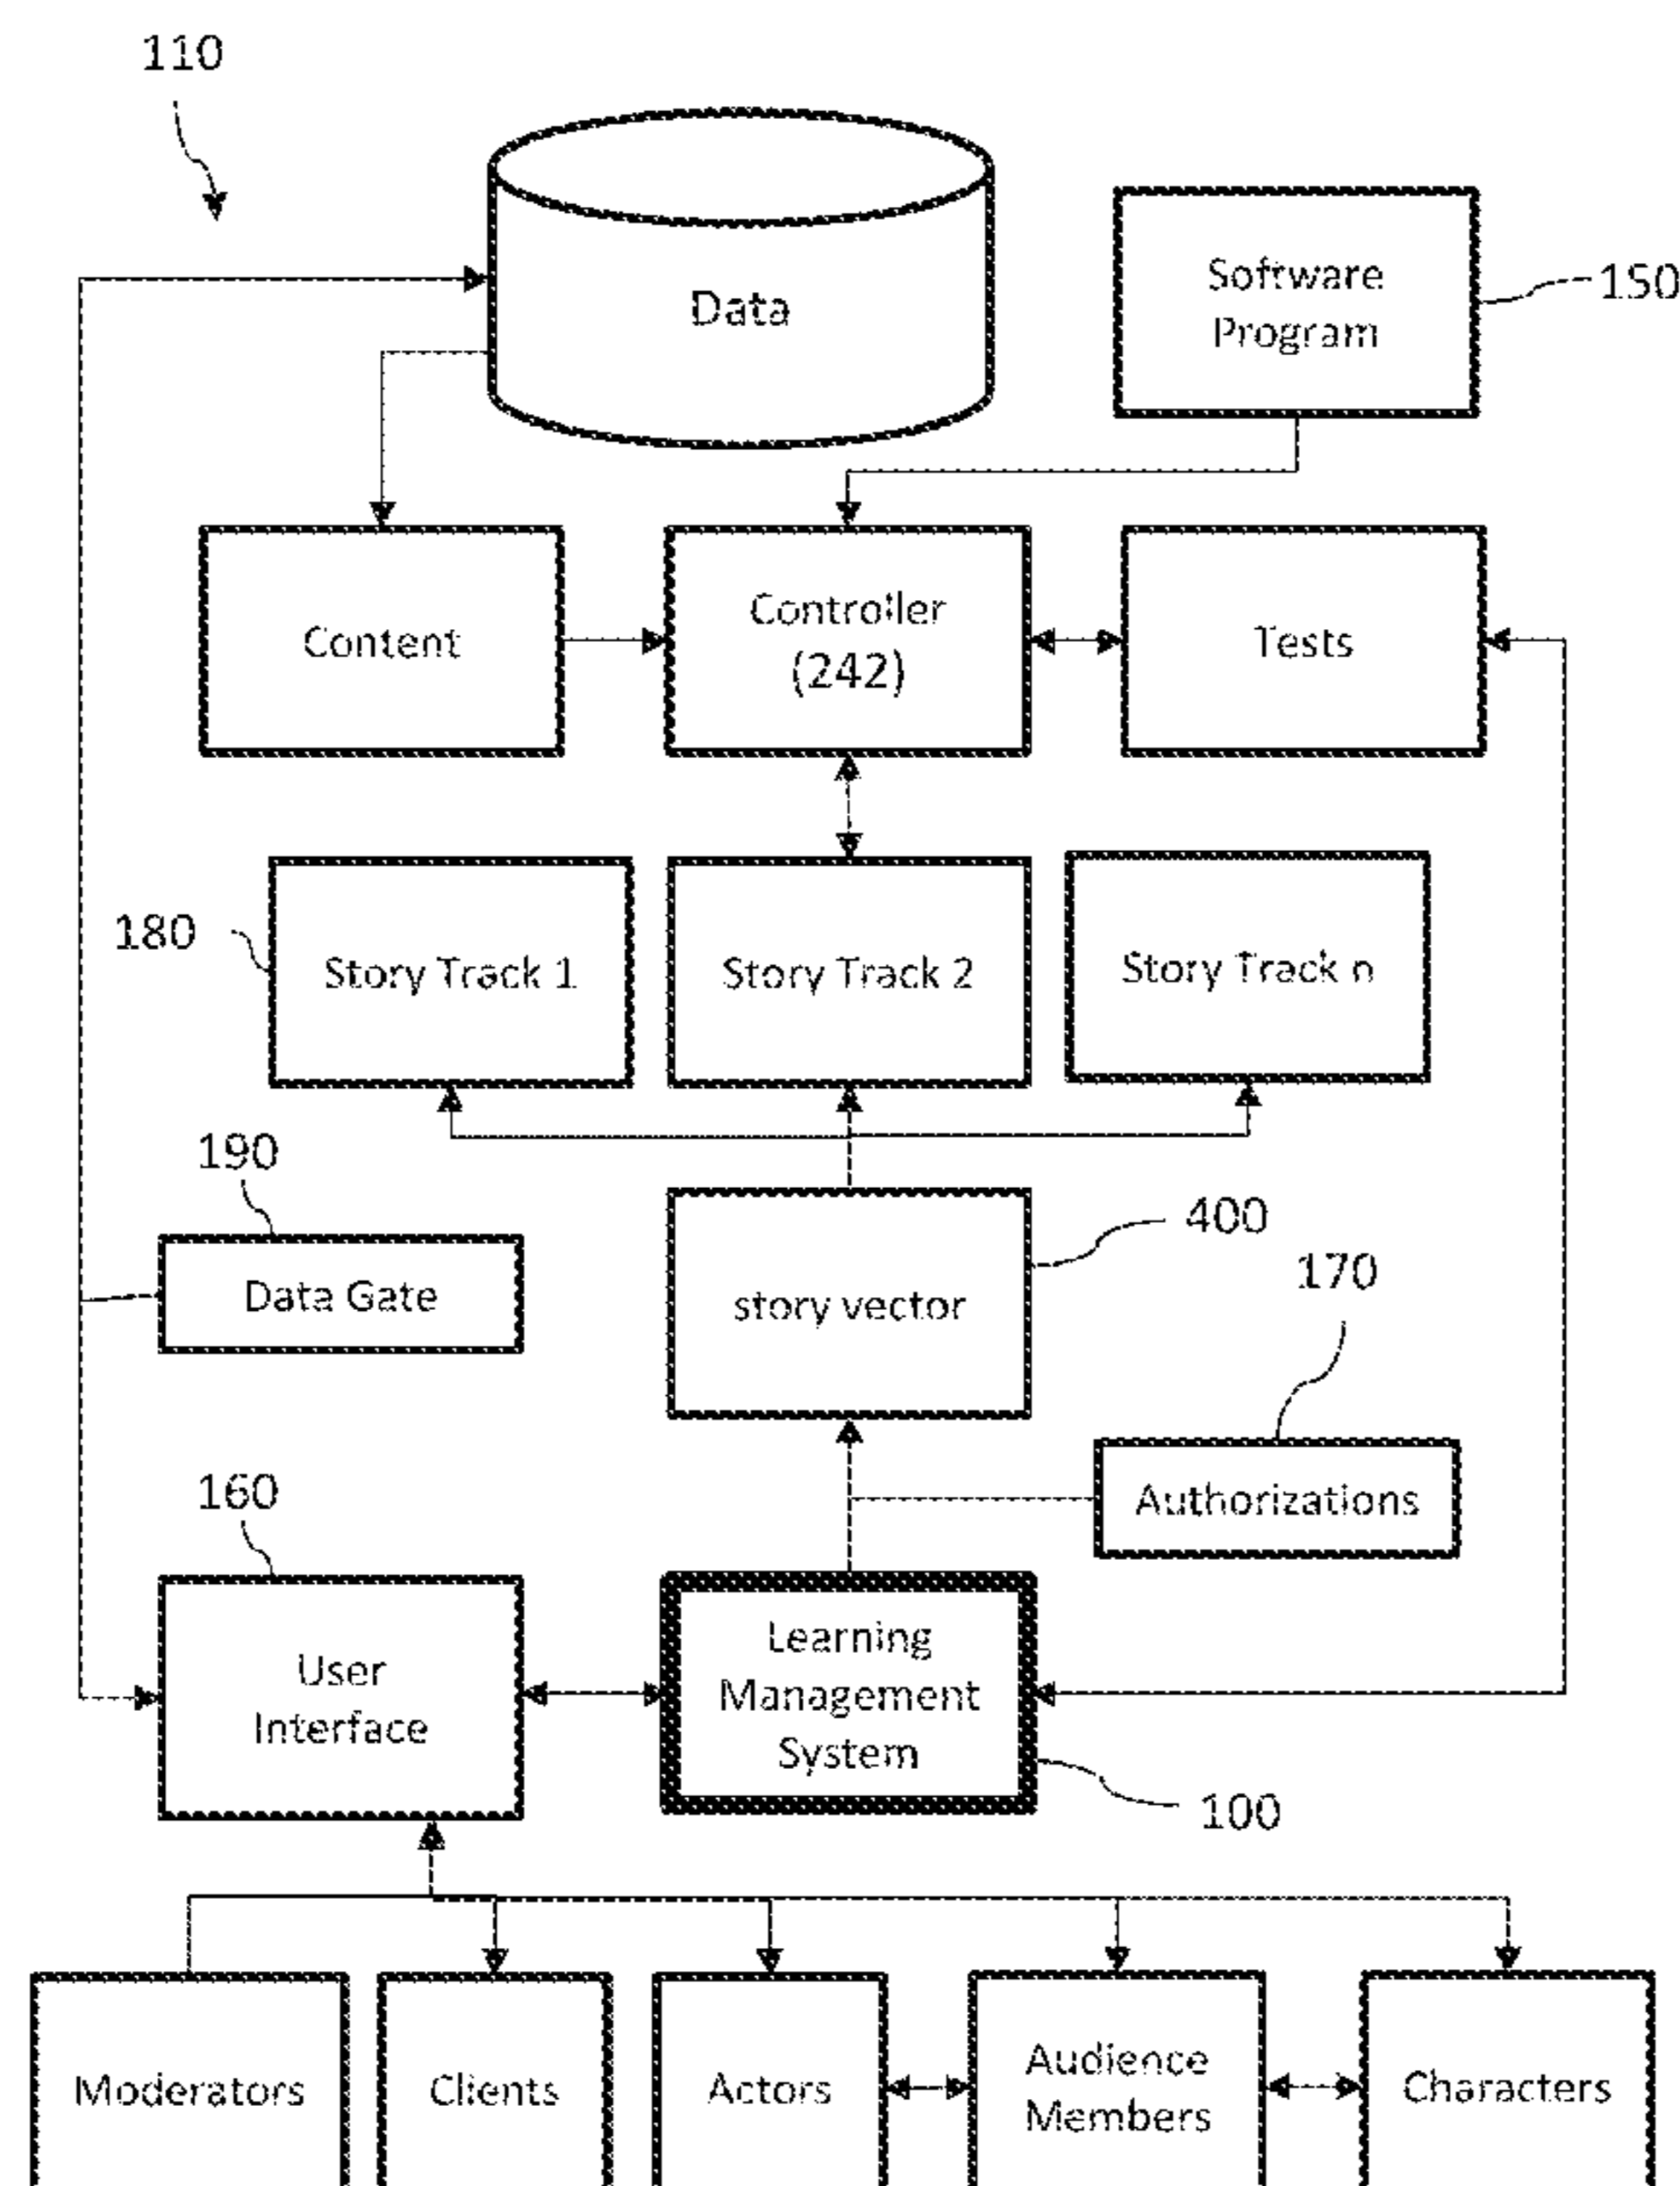 110
Data
Software
Program
150
Content
Controller
(242)
Tests
180
Story Track 1
Story Track 2
Story Track n
190
Data Gate
story vector
400
170
Authorizations
160
User
Interface
Learning
Management
System
100
Moderators
Clients
Actors
Audience
Members
Characters